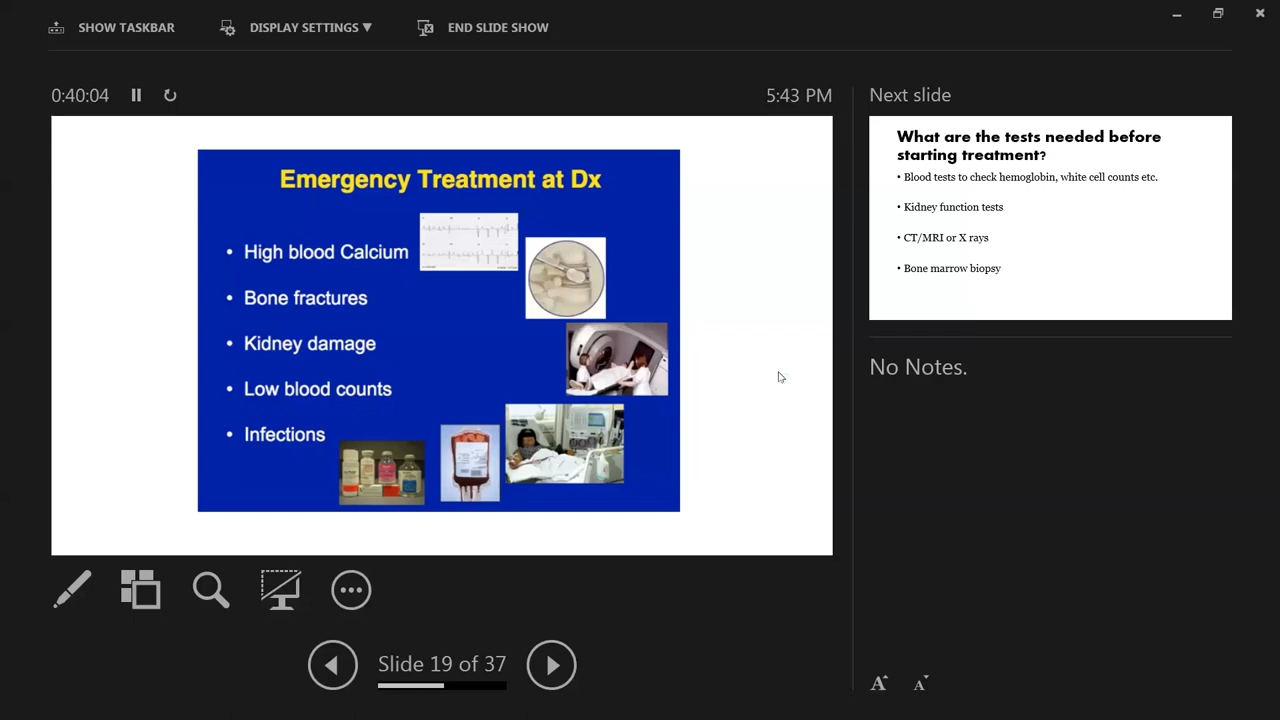 SHOW TASKBAR
DISPLAY SETTINGS ▼
END SLIDE SHOW
0:40:04
5:43 PM
Emergency Treatment at Dx
• High blood Calcium
• Bone fractures
• Kidney damage
• Low blood counts
• Infections
Next slide
What are the tests needed before
starting treatment?
• Blood tests to check hemoglobin, white cell counts etc.
• Kidney function tests
• CT/MRI or X rays
• Bone marrow biopsy
No Notes.
Slide 19 of 37
A A